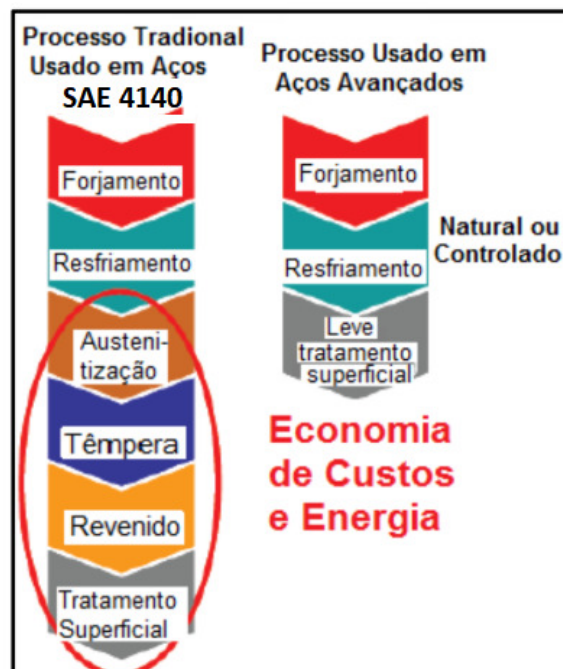 Processo Tradional
Usado em Aços
SAE 4140
Forjamento
Resfriamento
Austeni-
tização
Têmpera
Revenido
Tratamento
Superficial
Processo Usado em
Aços Avançados
Forjamento
Resfriamento
Natural ou
Controlado
Leve
tratamento
superficial
Economia
de Custos
e Energia